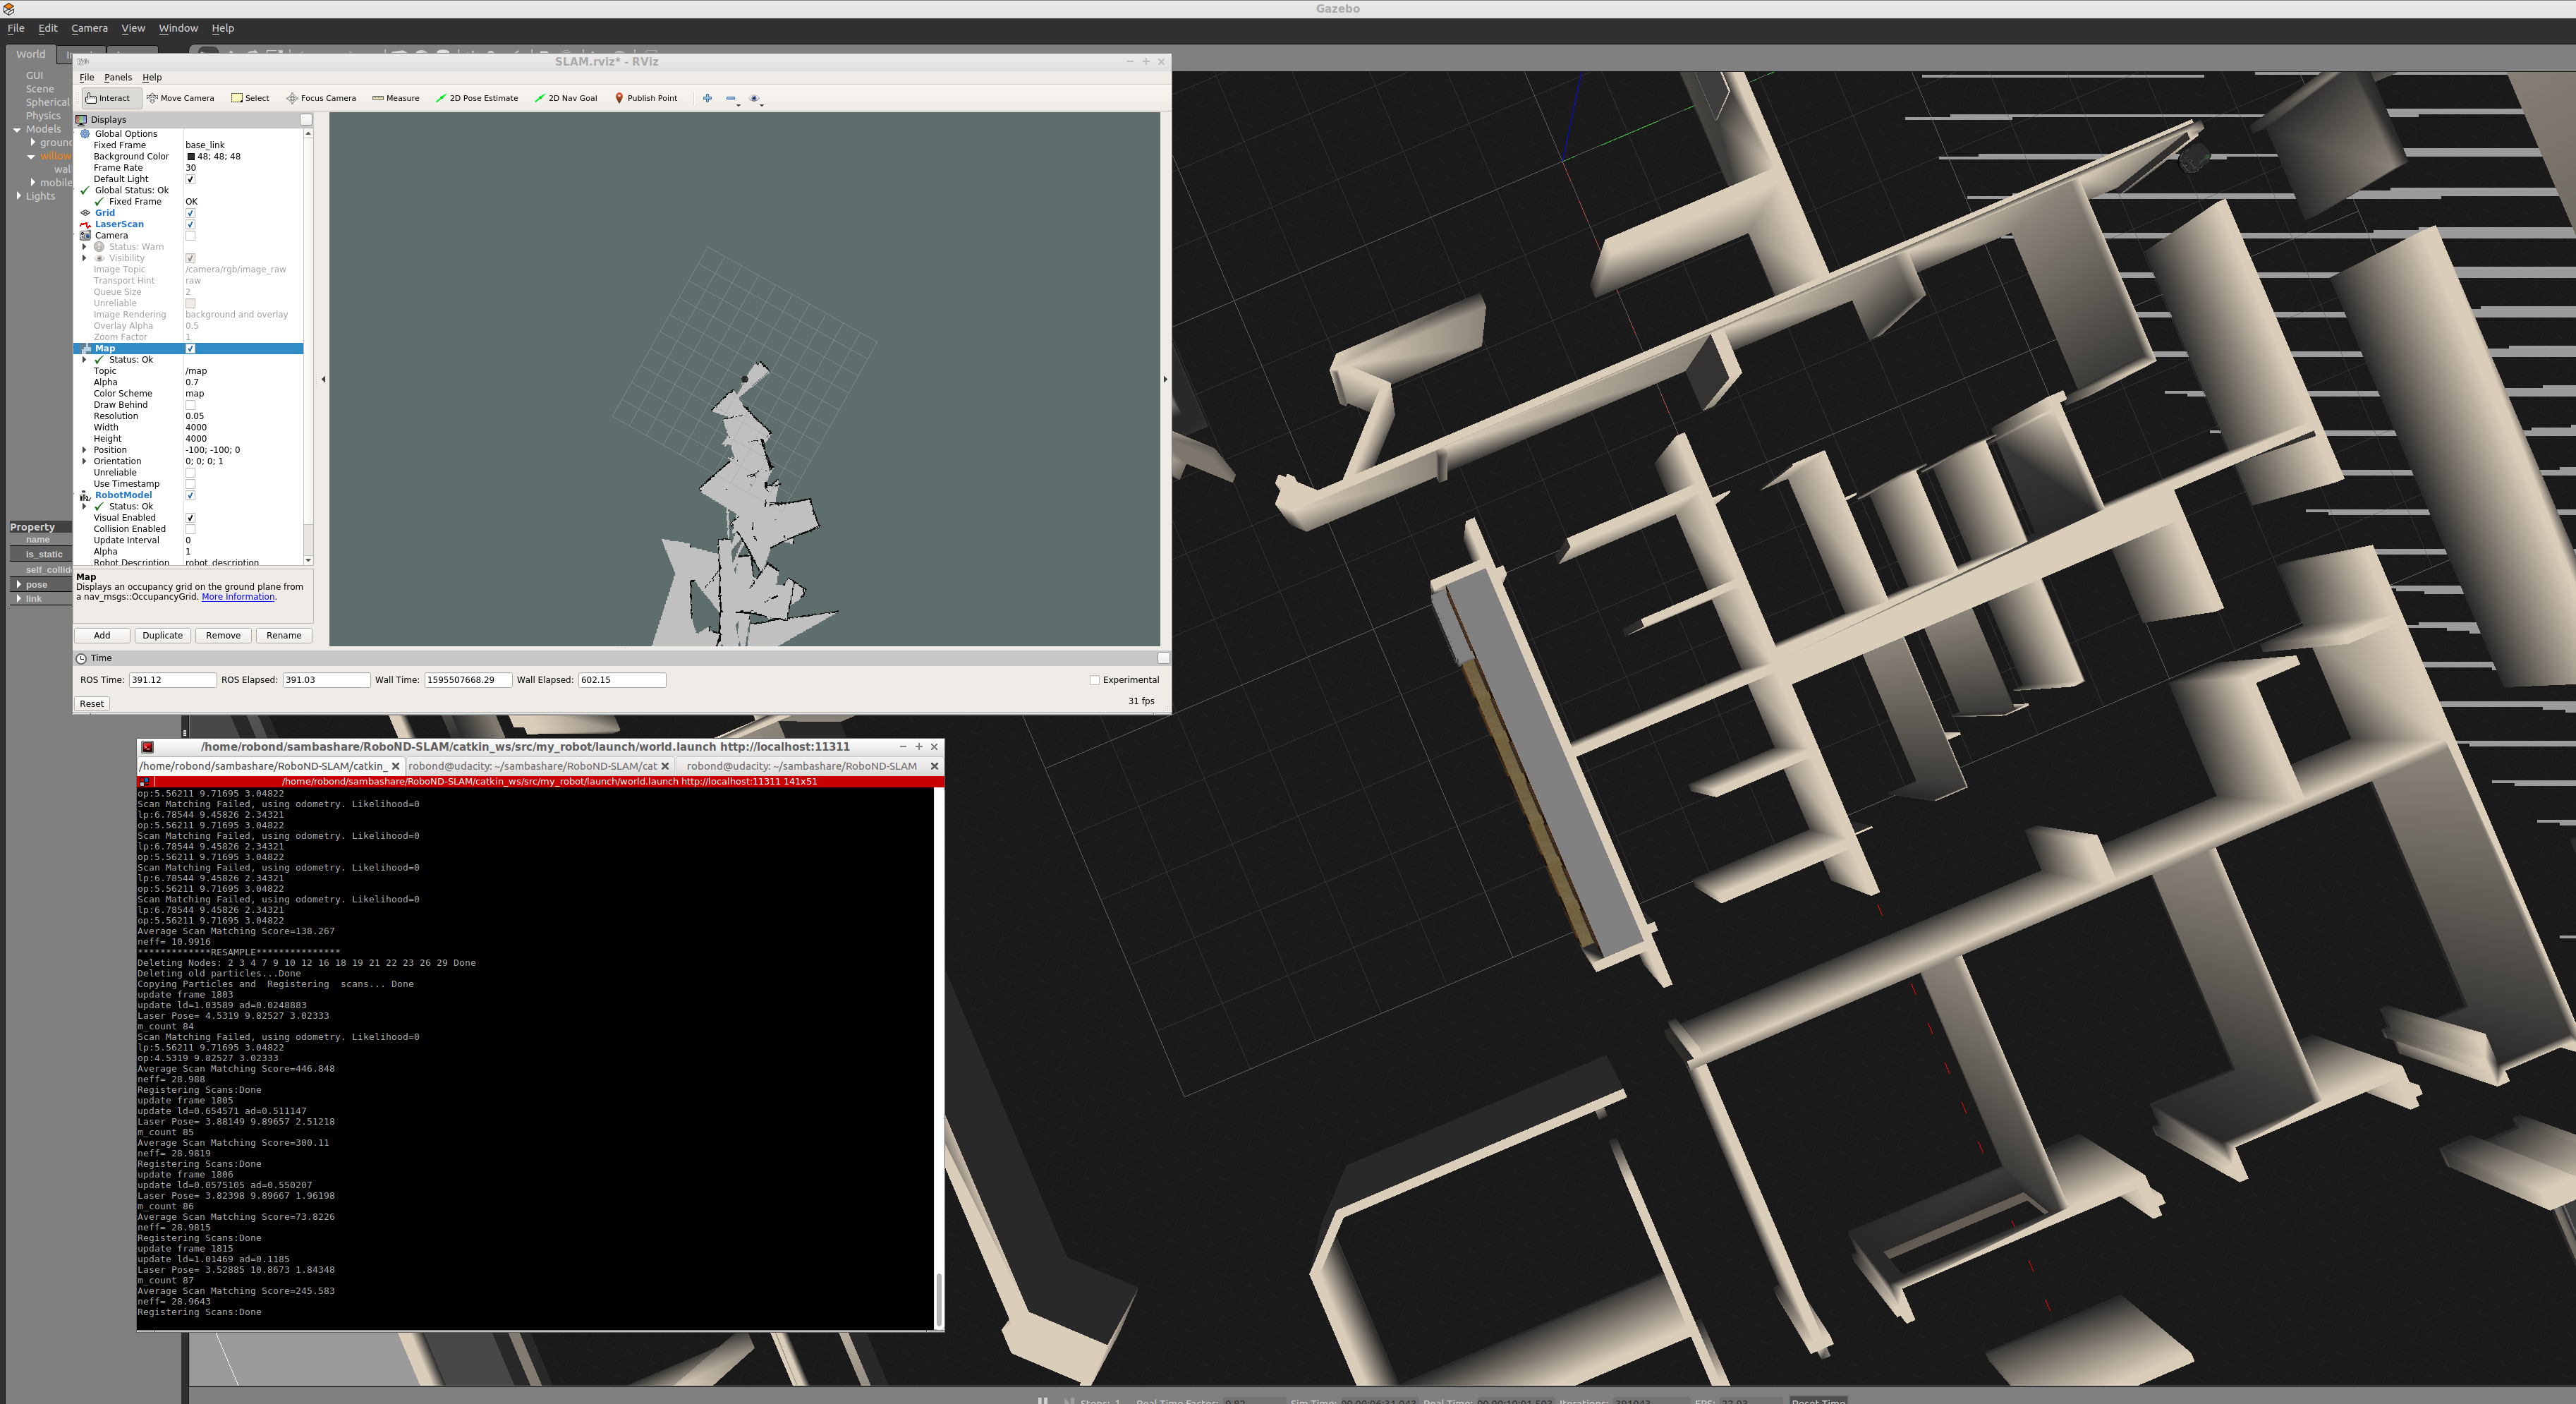 Gazebo
File Edit Camera View Window Help
World
GUI
Scene
Spherical
Physics
Models
ground
willow
wal
mobile
Lights
Property
name
is_static
self_collide
pose
link
SLAM.rviz* - RViz
File Panels Help
Interact Move Camera Select Focus Camera Measure 2D Pose Estimate 2D Nav Goal Publish Point
Displays
Global Options
Fixed Frame base_link
Background Color 48; 48; 48
Frame Rate 30
Default Light
Global Status: Ok
Fixed Frame OK
Grid
LaserScan
Camera
Status: Warn
Visibility
Image Topic /camera/rgb/image_raw
Transport Hint raw
Queue Size 2
Unreliable
Image Rendering background and overlay
Overlay Alpha 0.5
Zoom Factor 1
Map
Status: Ok
Topic /map
Alpha 0.7
Color Scheme map
Draw Behind
Resolution 0.05
Width 4000
Height 4000
Position -100; -100; 0
Orientation 0; 0; 0; 1
Unreliable
Use Timestamp
RobotModel
Status: Ok
Visual Enabled
Collision Enabled
Update Interval 0
Alpha 1
Robot Description robot_description
Map
Displays an occupancy grid on the ground plane from
a nav_msgs::OccupancyGrid. More Information.
Add Duplicate Remove Rename
Time
ROS Time: 391.12 ROS Elapsed: 391.03 Wall Time: 1595507668.29 Wall Elapsed: 602.15 Experimental
Reset 31 fps
/home/robond/sambashare/RoboND-SLAM/catkin_ws/src/my_robot/launch/world.launch http://localhost:11311
/home/robond/sambashare/RoboND-SLAM/catkin_ robond@udacity: ~/sambashare/RoboND-SLAM/cat robond@udacity: ~/sambashare/RoboND-SLAM
/home/robond/sambashare/RoboND-SLAM/catkin_ws/src/my_robot/launch/world.launch http://localhost:11311 141x51
op:5.56211 9.71695 3.04822
Scan Matching Failed, using odometry. Likelihood=0
lp:6.78544 9.45826 2.34321
op:5.56211 9.71695 3.04822
Scan Matching Failed, using odometry. Likelihood=0
lp:6.78544 9.45826 2.34321
op:5.56211 9.71695 3.04822
Scan Matching Failed, using odometry. Likelihood=0
lp:6.78544 9.45826 2.34321
op:5.56211 9.71695 3.04822
Scan Matching Failed, using odometry. Likelihood=0
lp:6.78544 9.45826 2.34321
op:5.56211 9.71695 3.04822
Average Scan Matching Score=138.267
neff= 10.9916
*************RESAMPLE***************
Deleting Nodes: 2 3 4 7 9 10 12 16 18 19 21 22 23 26 29 Done
Deleting old particles...Done
Copying Particles and  Registering  scans... Done
update frame 1803
update ld=1.03589 ad=0.0248883
Laser Pose= 4.5319 9.82527 3.02333
m_count 84
Scan Matching Failed, using odometry. Likelihood=0
lp:5.56211 9.71695 3.04822
op:4.5319 9.82527 3.02333
Average Scan Matching Score=446.848
neff= 28.988
Registering Scans:Done
update frame 1805
update ld=0.654571 ad=0.511147
Laser Pose= 3.88149 9.89657 2.51218
m_count 85
Average Scan Matching Score=300.11
neff= 28.9819
Registering Scans:Done
update frame 1806
update ld=0.0575105 ad=0.550207
Laser Pose= 3.82398 9.89667 1.96198
m_count 86
Average Scan Matching Score=73.8226
neff= 28.9815
Registering Scans:Done
update frame 1815
update ld=1.01469 ad=0.1185
Laser Pose= 3.52885 10.8673 1.84348
m_count 87
Average Scan Matching Score=245.583
neff= 28.9643
Registering Scans:Done